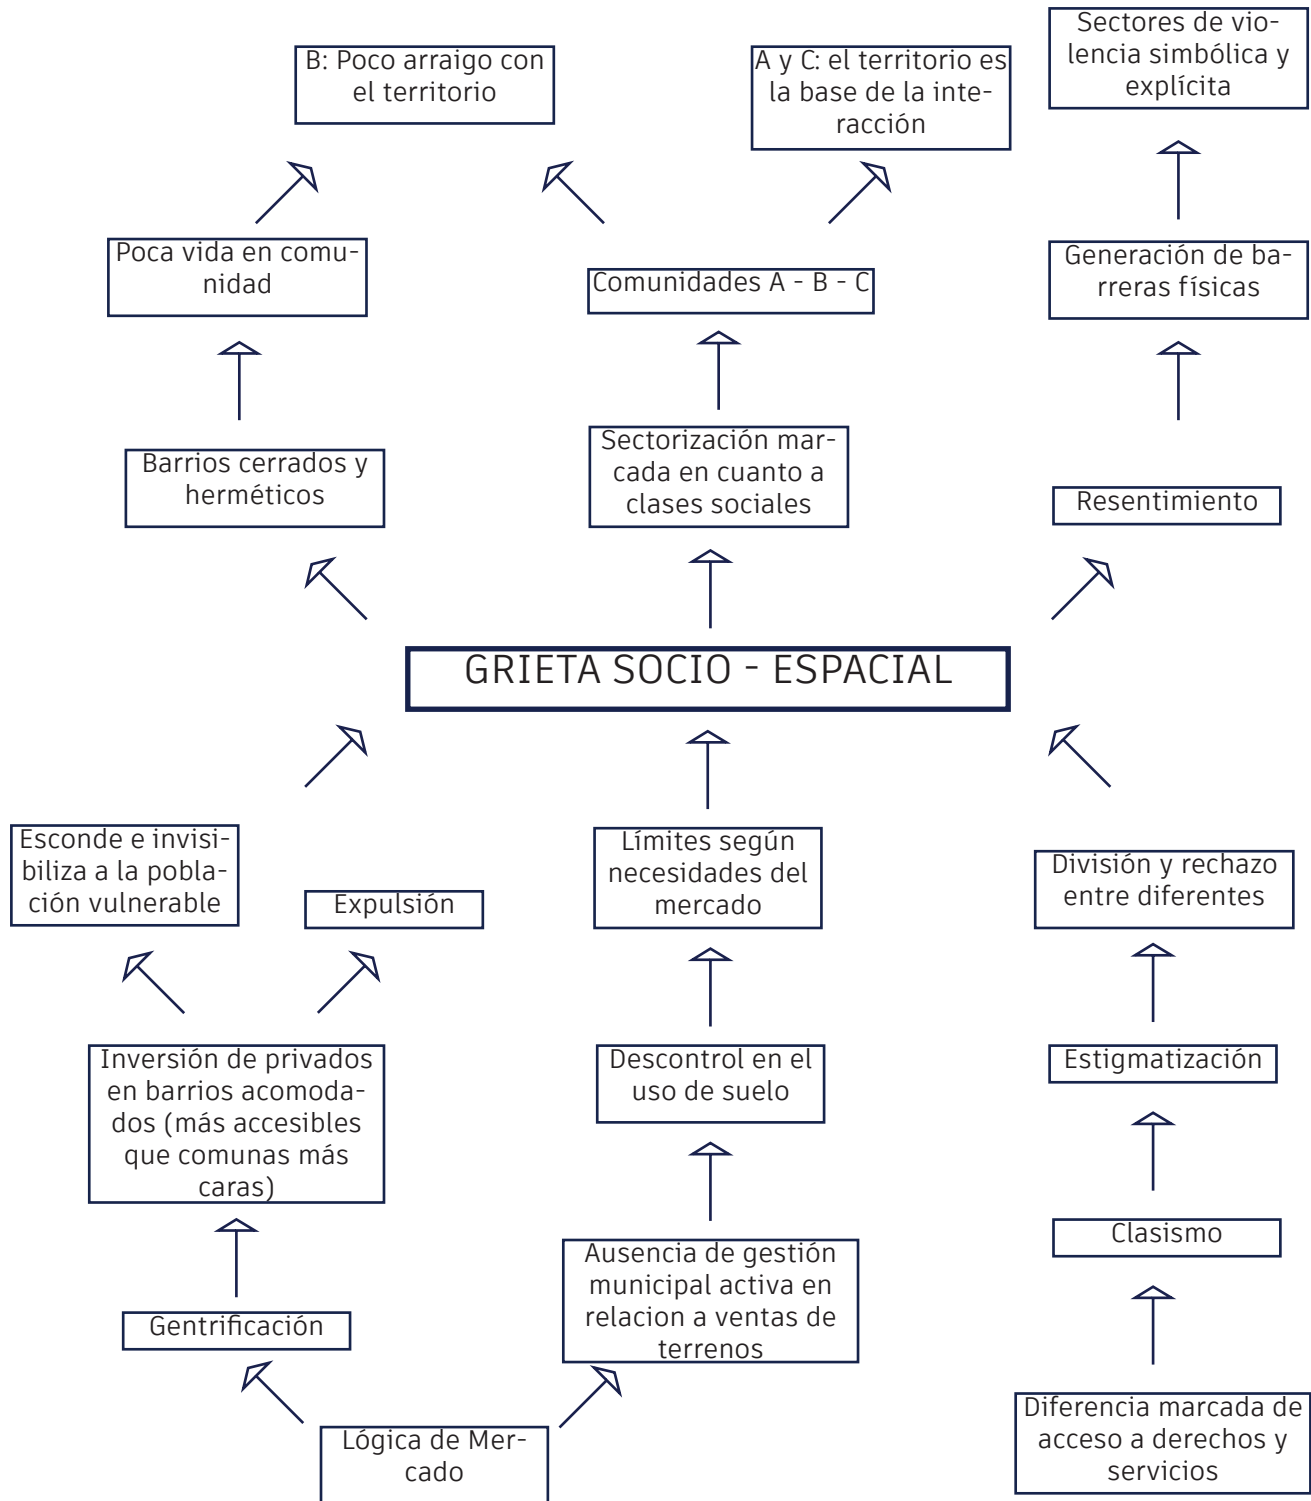 Sectores de vio-
lencia simbólica y
explícita
B: Poco arraigo con
el territorio
A y C: el territorio es
la base de la inte-
racción
Poca vida en comu-
nidad
Comunidades A - B - C
Generación de ba-
rreras físicas
Barrios cerrados y
herméticos
Sectorización mar-
cada en cuanto a
clases sociales
Resentimiento
GRIETA SOCIO - ESPACIAL
Esconde e invisi-
biliza a la pobla-
ción vulnerable
Expulsión
Límites según
necesidades del
mercado
División y rechazo
entre diferentes
Inversión de privados
en barrios acomoda-
dos (más accesibles
que comunas más
caras)
Descontrol en el
uso de suelo
Estigmatización
Gentrificación
Ausencia de gestión
municipal activa en
relacion a ventas de
terrenos
Clasismo
Lógica de Mer-
cado
Diferencia marcada de
acceso a derechos y
servicios